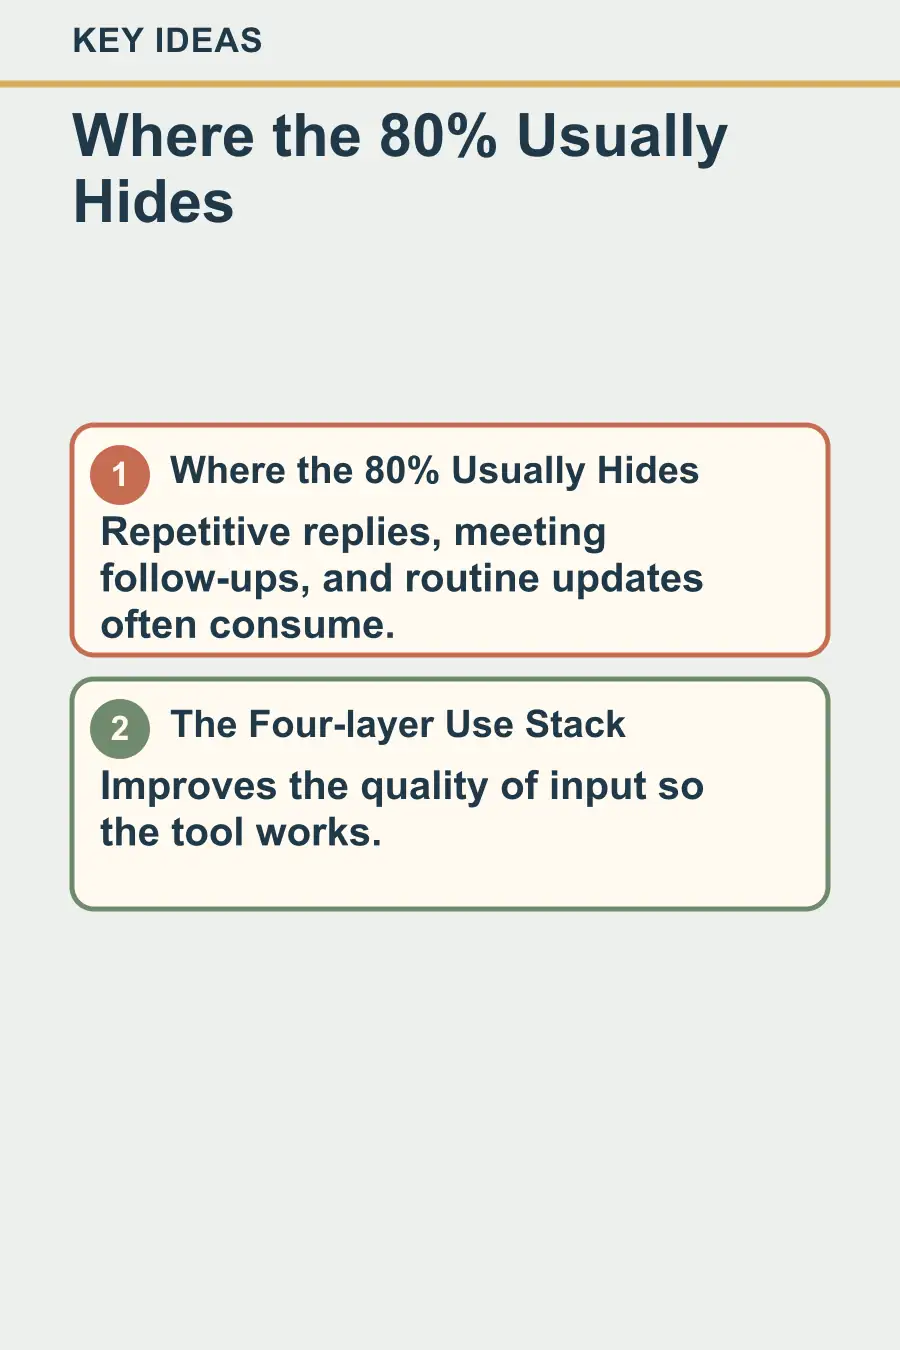 KEY IDEAS
Where the 80% Usually
Hides
1 Where the 80% Usually Hides
Repetitive replies, meeting
follow-ups, and routine updates
often consume.
2 The Four-layer Use Stack
Improves the quality of input so
the tool works.